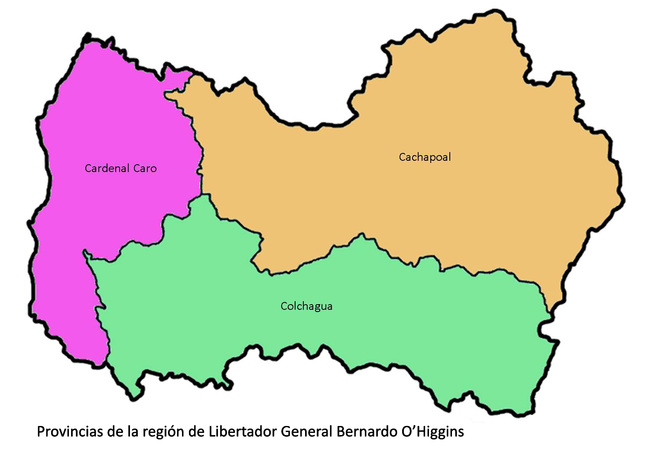 Cachapoal
Cardenal Caro
Colchagua
Provincias de la región de Libertador General Bernardo O’Higgins